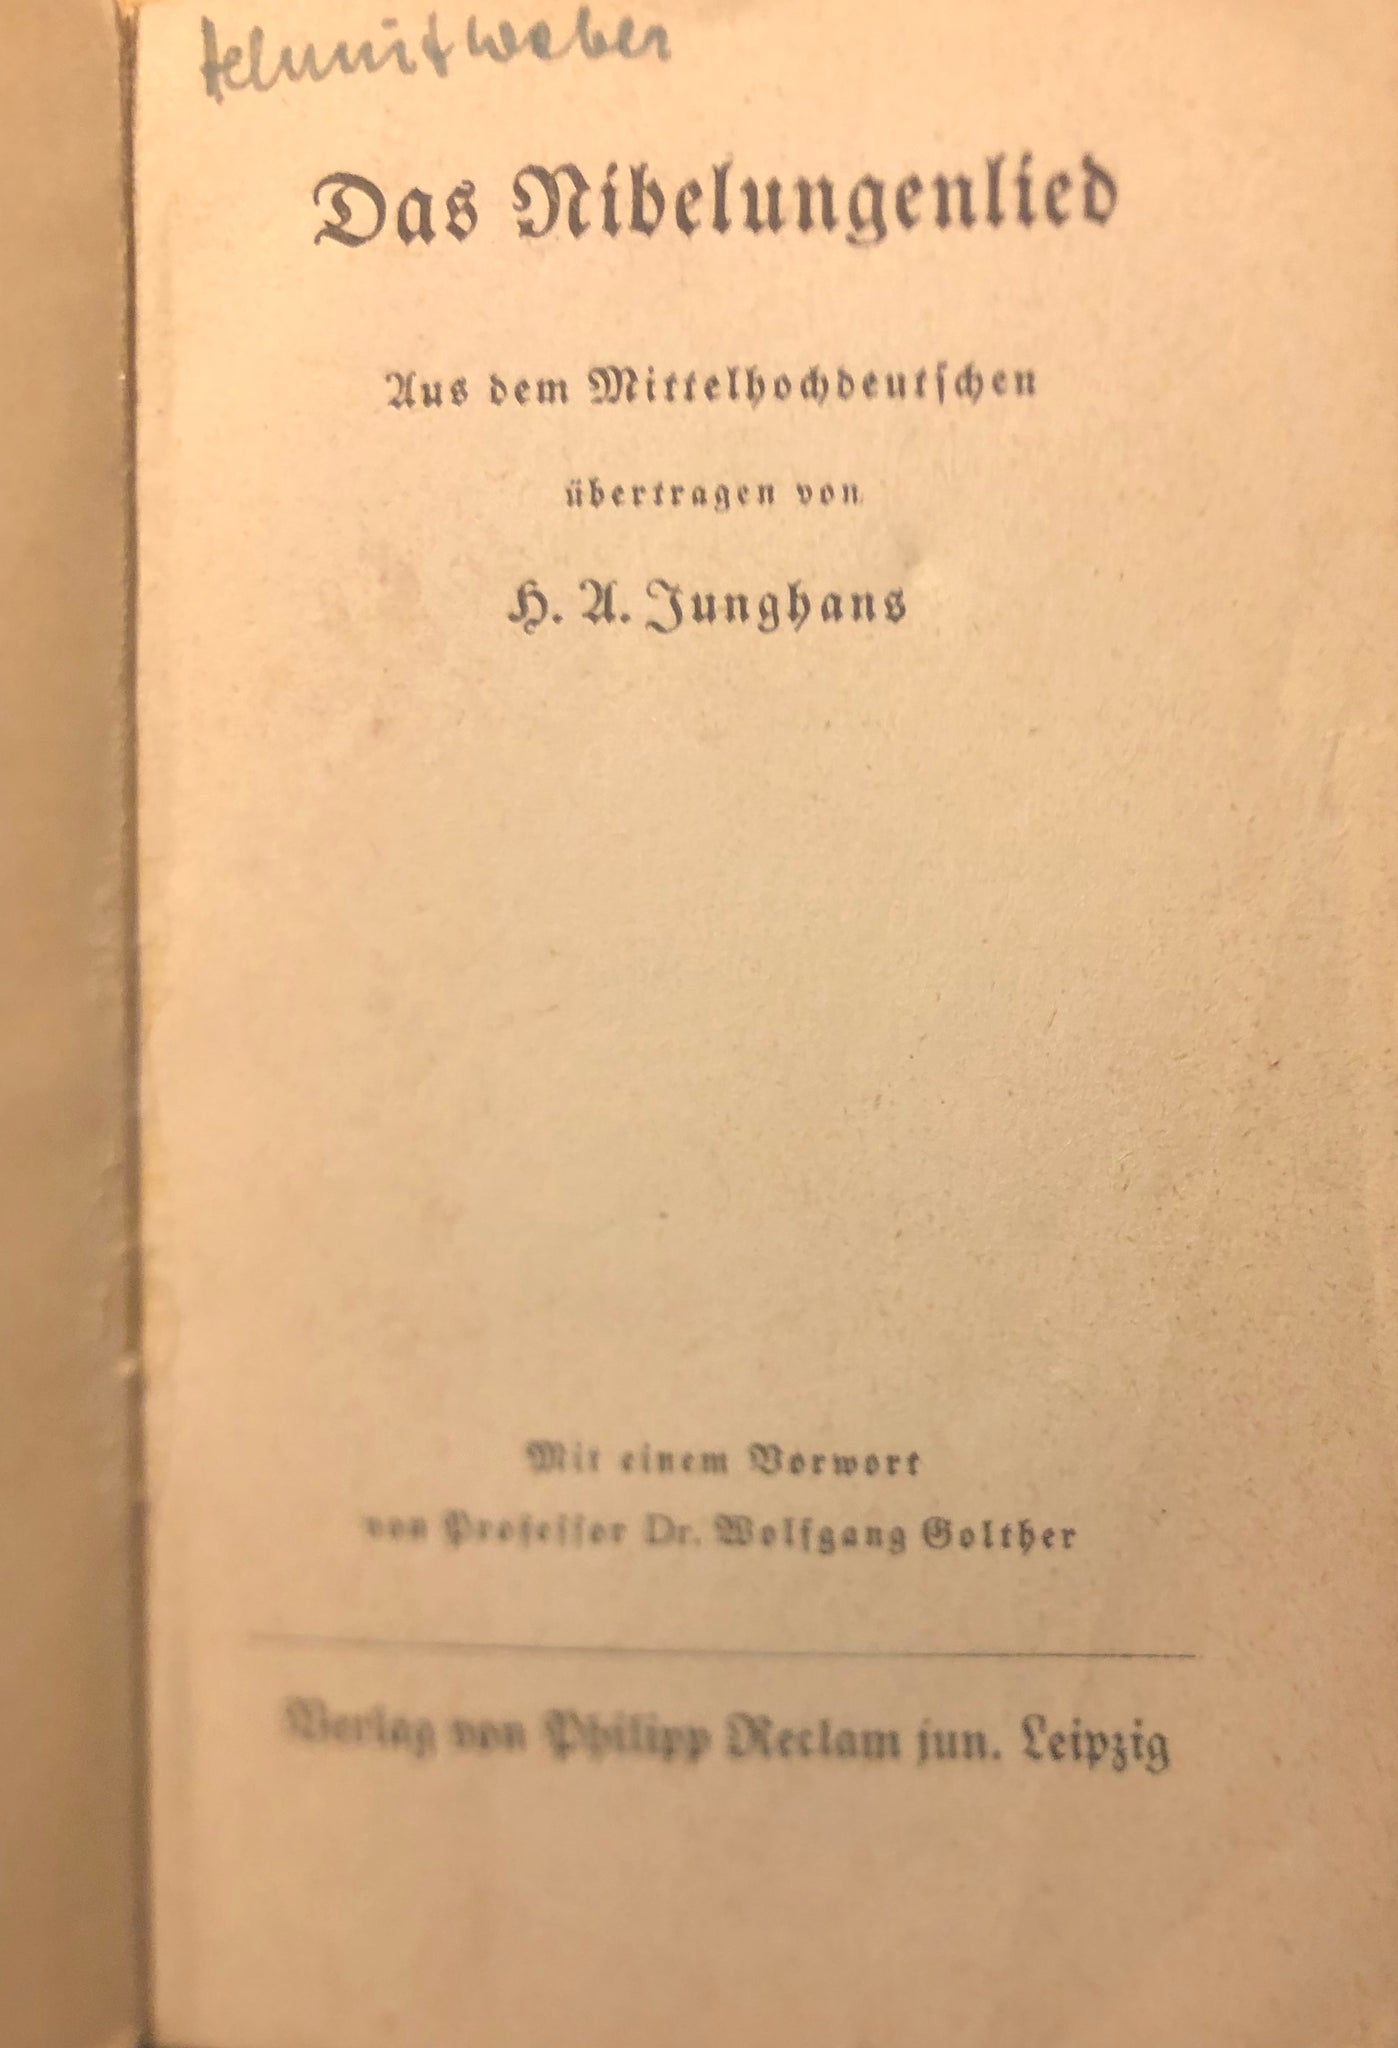 Helmut Weber
Das Nibelungenlied
Aus dem Mittelhochdeutschen
übertragen von
H. A. Junghans
Mit einem Vorwort
von Professor Dr. Wolfgang Golther
Verlag von Philipp Reclam jun. Leipzig